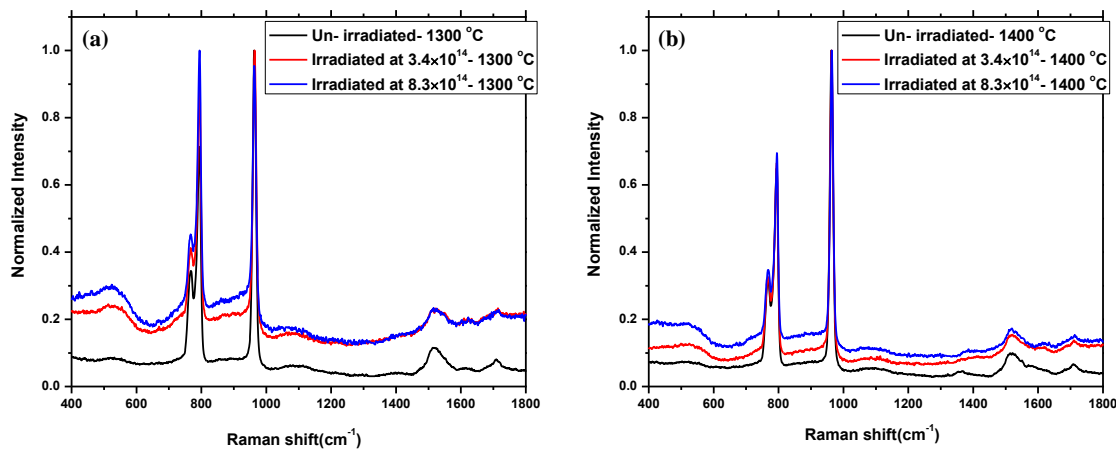 (a)
Un- irradiated- 1300 °C
Irradiated at 3.4×10¹⁴- 1300 °C
Irradiated at 8.3×10¹⁴- 1300 °C
1.0
0.8
0.6
0.4
0.2
0.0
Normalized Intensity
400 600 800 1000 1200 1400 1600 1800
Raman shift(cm⁻¹)
(b)
Un- irradiated- 1400 °C
Irradiated at 3.4×10¹⁴- 1400 °C
Irradiated at 8.3×10¹⁴- 1400 °C
1.0
0.8
0.6
0.4
0.2
0.0
Normalized Intensity
400 600 800 1000 1200 1400 1600 1800
Raman shift(cm⁻¹)